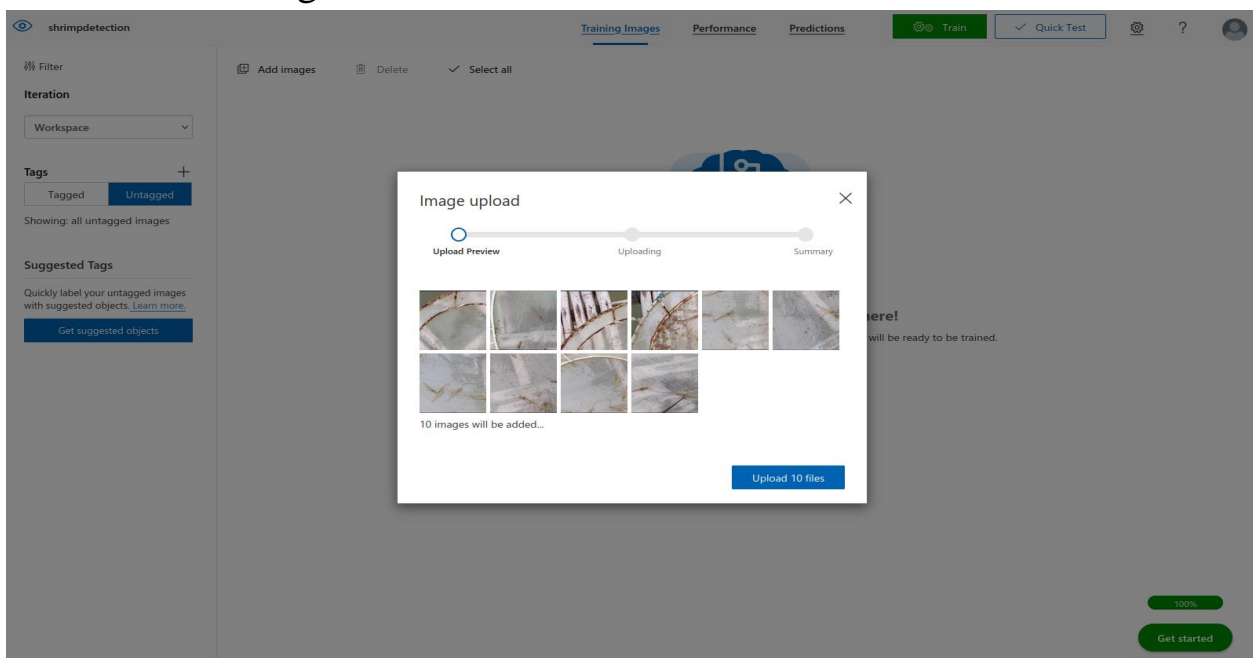 shrimpdetection
Training Images Performance Predictions Train Quick Test ?
Filter
Add images Delete Select all
Iteration
Workspace
Tags
Tagged Untagged
Showing: all untagged images
Suggested Tags
Quickly label your untagged images
with suggested objects. Learn more.
Get suggested objects
Image upload
Upload Preview Uploading Summary
10 images will be added...
Upload 10 files
here!
will be ready to be trained.
100%
Get started